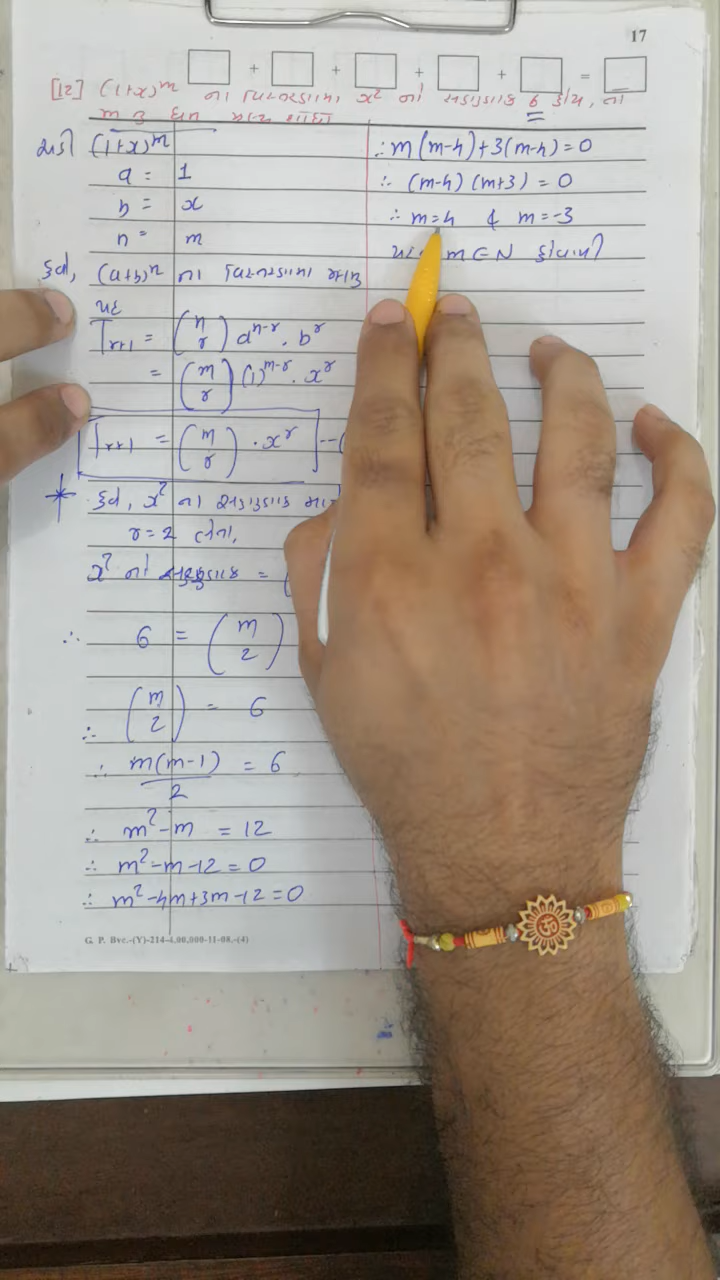 17
+ + + + =
[12] (1+x)^m ના વિસ્તરણમાં x² નો સહગુણક 6 હોય, તો
અહીં (1+x)^m
a = 1
b = x
n = m
હવે, (a+b)^n ના વિસ્તરણમાં
T_{r+1} = (n r) a^{n-r} . b^r
= (m r) (1)^{m-r} . x^r
T_{r+1} = (m r) . x^r
* હવે, x² નો સહગુણક
r = 2 લેતાં,
x² નો સહગુણક =
∴ 6 = (m 2)
∴ (m 2) = 6
∴ m(m-1)/2 = 6
∴ m²-m = 12
∴ m²-m-12=0
∴ m²-4m+3m-12=0
G. P. Bvc.-(Y)-214-4,00,000-11-08.-(4)
∴ m(m-4)+3(m-4)=0
∴ (m-4)(m+3)=0
∴ m=4 & m=-3
m∈N હોવાથી